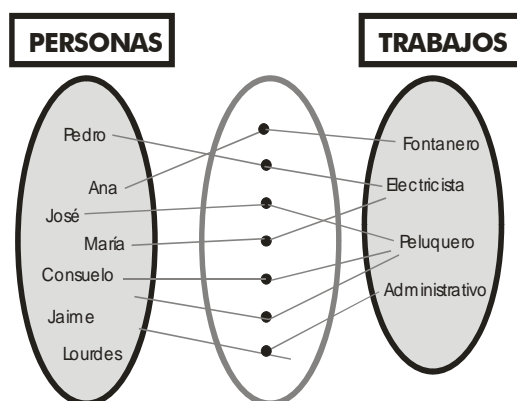 PERSONAS
TRABAJOS
Pedro
Ana
José
María
Consuelo
Jaime
Lourdes
Fontanero
Electricista
Peluquero
Administrativo